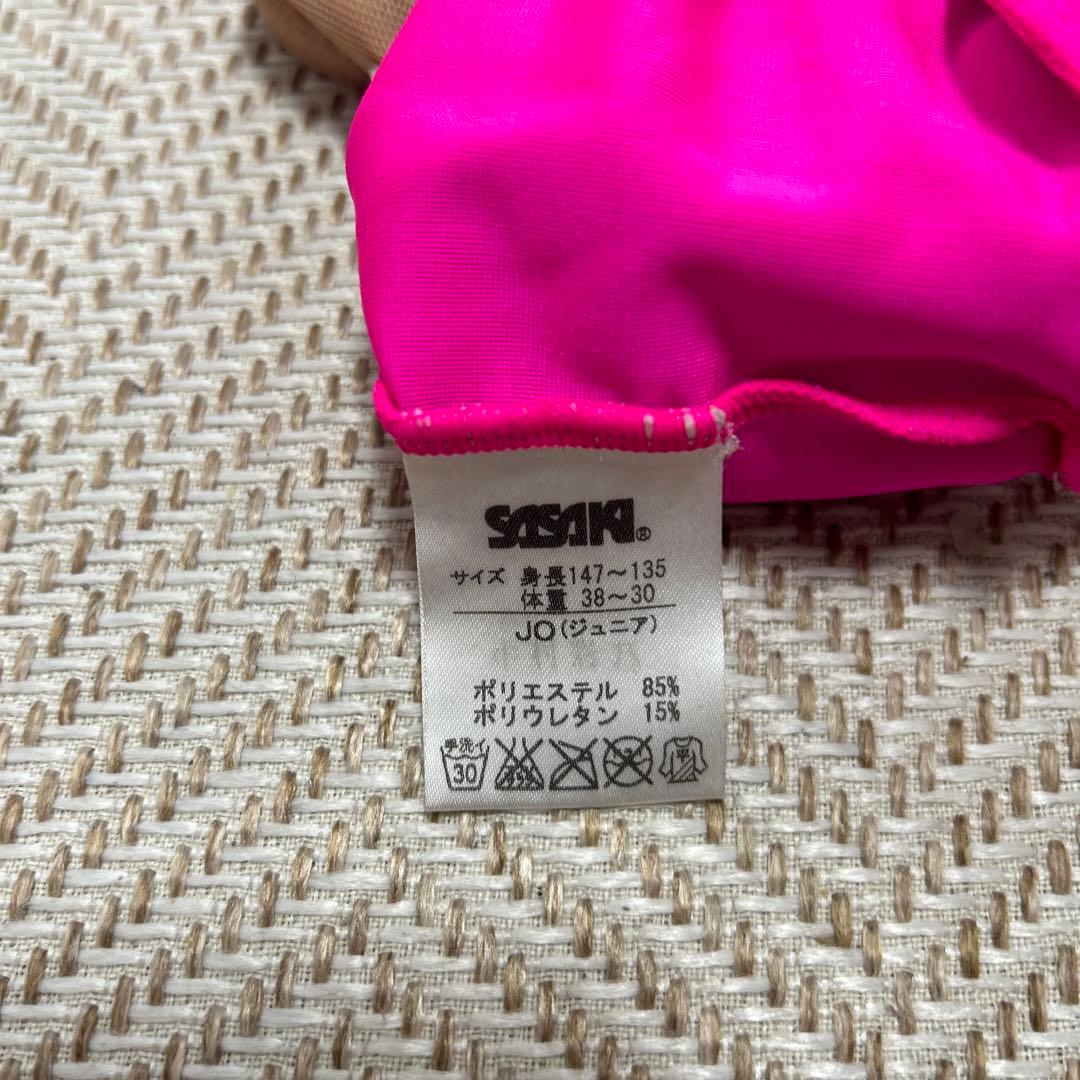 SASAKI®
サイズ 身長147~135
体重 38~30
JO(ジュニア)
ポリエステル 85%
ポリウレタン 15%
手洗イ
30
平